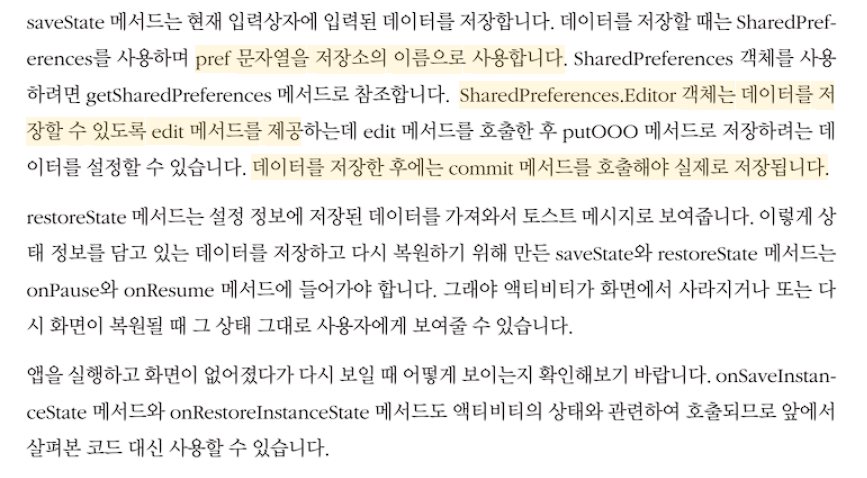 saveState 메서드는 현재 입력상자에 입력된 데이터를 저장합니다. 데이터를 저장할 때는 SharedPref-
erences를 사용하며 pref 문자열을 저장소의 이름으로 사용합니다. SharedPreferences 객체를 사용
하려면 getSharedPreferences 메서드로 참조합니다. SharedPreferences.Editor 객체는 데이터를 저
장할 수 있도록 edit 메서드를 제공하는데 edit 메서드를 호출한 후 putOOO 메서드로 저장하려는 데
이터를 설정할 수 있습니다. 데이터를 저장한 후에는 commit 메서드를 호출해야 실제로 저장됩니다.
restoreState 메서드는 설정 정보에 저장된 데이터를 가져와서 토스트 메시지로 보여줍니다. 이렇게 상
태 정보를 담고 있는 데이터를 저장하고 다시 복원하기 위해 만든 saveState와 restoreState 메서드는
onPause와 onResume 메서드에 들어가야 합니다. 그래야 액티비티가 화면에서 사라지거나 또는 다
시 화면이 복원될 때 그 상태 그대로 사용자에게 보여줄 수 있습니다.
앱을 실행하고 화면이 없어졌다가 다시 보일 때 어떻게 보이는지 확인해보기 바랍니다. onSaveInstan-
ceState 메서드와 onRestoreInstanceState 메서드도 액티비티의 상태와 관련하여 호출되므로 앞에서
살펴본 코드 대신 사용할 수 있습니다.